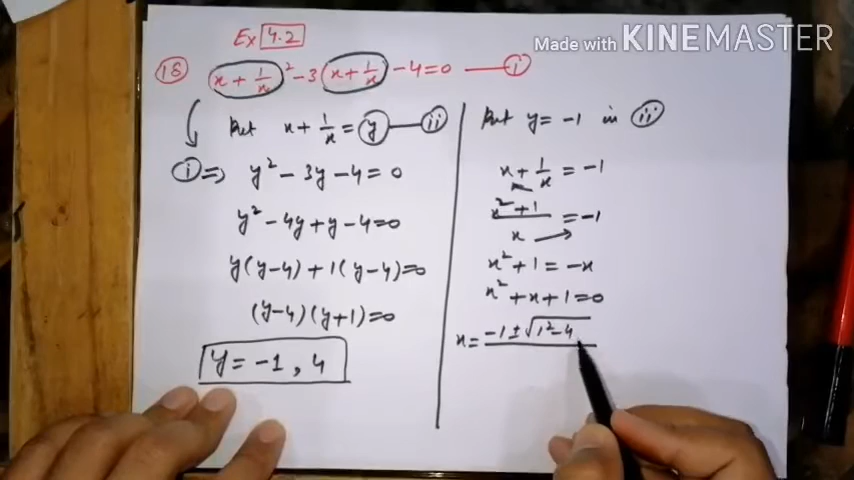 Ex 4.2
Made with KINEMASTER
(18) (x + 1/x)² - 3(x + 1/x) - 4 = 0 —— (i)
Put x + 1/x = y —— (ii)
(i) => y² - 3y - 4 = 0
y² - 4y + y - 4 = 0
y(y-4) + 1(y-4) = 0
(y-4)(y+1) = 0
y = -1, 4
Put y = -1 in (ii)
x + 1/x = -1
(x² + 1)/x = -1
x² + 1 = -x
x² + x + 1 = 0
x = -1 ± √1² - 4